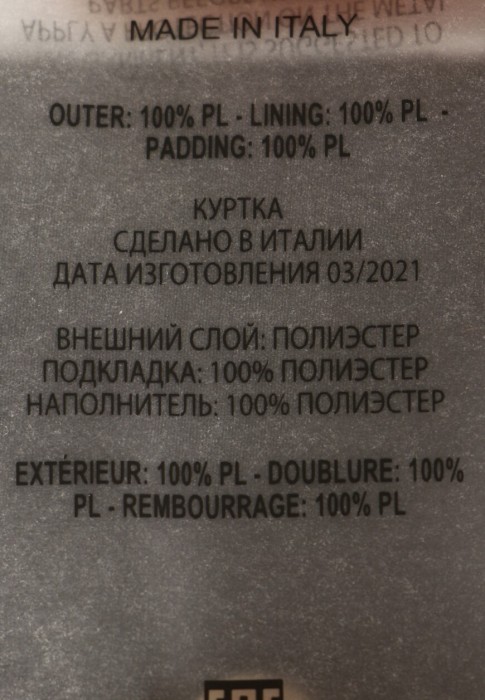 MADE IN ITALY
OUTER: 100% PL - LINING: 100% PL -
PADDING: 100% PL
КУРТКА
СДЕЛАНО В ИТАЛИИ
ДАТА ИЗГОТОВЛЕНИЯ 03/2021
ВНЕШНИЙ СЛОЙ: ПОЛИЭСТЕР
ПОДКЛАДКА: 100% ПОЛИЭСТЕР
НАПОЛНИТЕЛЬ: 100% ПОЛИЭСТЕР
EXTÉRIEUR: 100% PL - DOUBLURE: 100%
PL - REMBOURRAGE: 100% PL